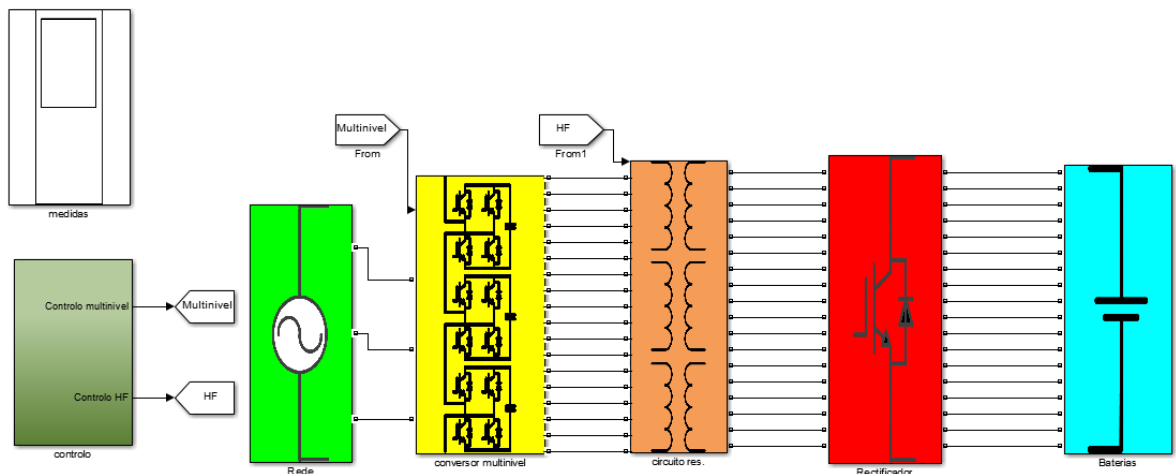 Multinivel
From
HF
From1
medidas
Controlo multinivel
Multinivel
Controlo HF
HF
controlo
Rede
conversor multinivel
circuito res.
Rectificador
Baterias